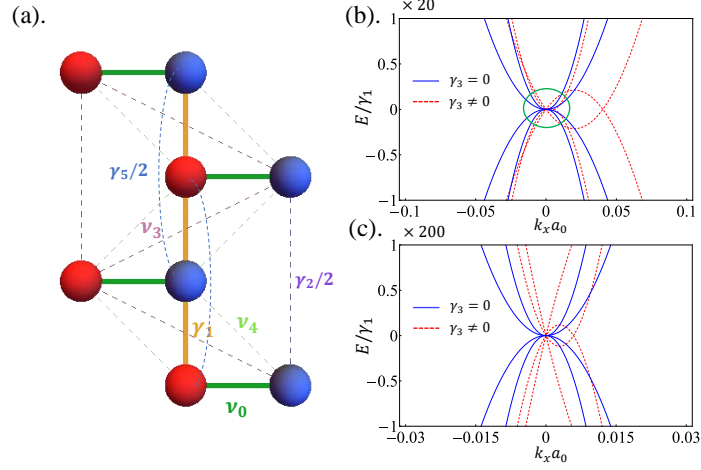 (a).
γ₅/2
ν₃
γ₂/2
γ₁
ν₄
ν₀
(b).
× 20
E/γ₁
1
0.5
0
−0.5
−1
γ₃ = 0
γ₃ ≠ 0
−0.1
−0.05
0
0.05
0.1
kₓa₀
(c).
× 200
E/γ₁
1
0.5
0
−0.5
−1
γ₃ = 0
γ₃ ≠ 0
−0.03
−0.015
0
0.015
0.03
kₓa₀